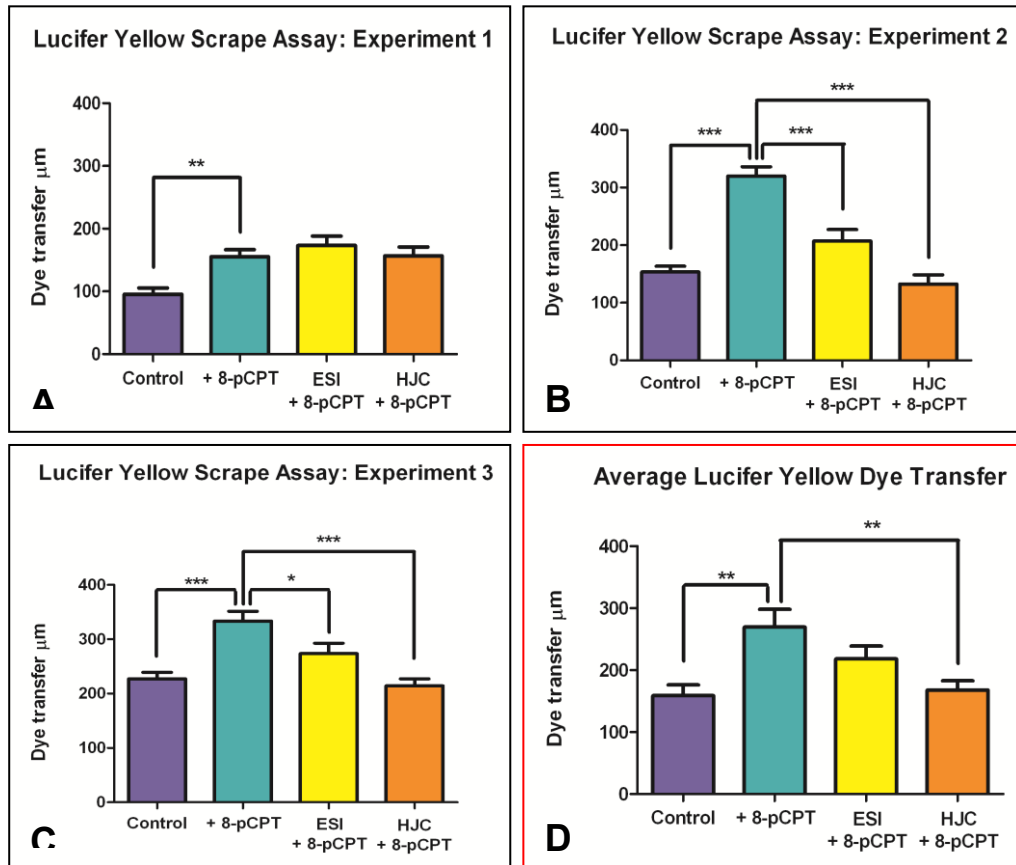 Lucifer Yellow Scrape Assay: Experiment 1
400
300
200
100
0
Dye transfer µm
**
Control
+ 8-pCPT
ESI
+ 8-pCPT
HJC
+ 8-pCPT
A
Lucifer Yellow Scrape Assay: Experiment 2
400
300
200
100
0
Dye transfer µm
***
***
***
Control
+ 8-pCPT
ESI
+ 8-pCPT
HJC
+ 8-pCPT
B
Lucifer Yellow Scrape Assay: Experiment 3
400
300
200
100
0
Dye transfer µm
***
***
*
Control
+ 8-pCPT
ESI
+ 8-pCPT
HJC
+ 8-pCPT
C
Average Lucifer Yellow Dye Transfer
400
300
200
100
0
Dye transfer µm
**
**
Control
+ 8-pCPT
ESI
+ 8-pCPT
HJC
+ 8-pCPT
D